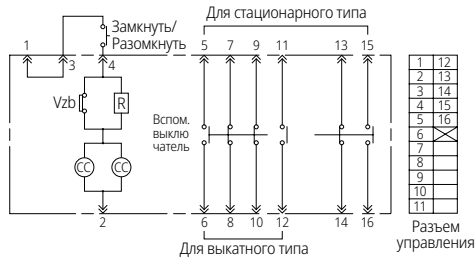 Для стационарного типа
Замкнуть/
Разомкнуть
1
3
4
5 7 9 11 13 15
Vzb
R
Вспом.
выклю
чатель
CC CC
2
6 8 10 12 14 16
Для выкатного типа
1 12
2 13
3 14
4 15
5 16
6
7
8
9
10
11
Разъем
управления